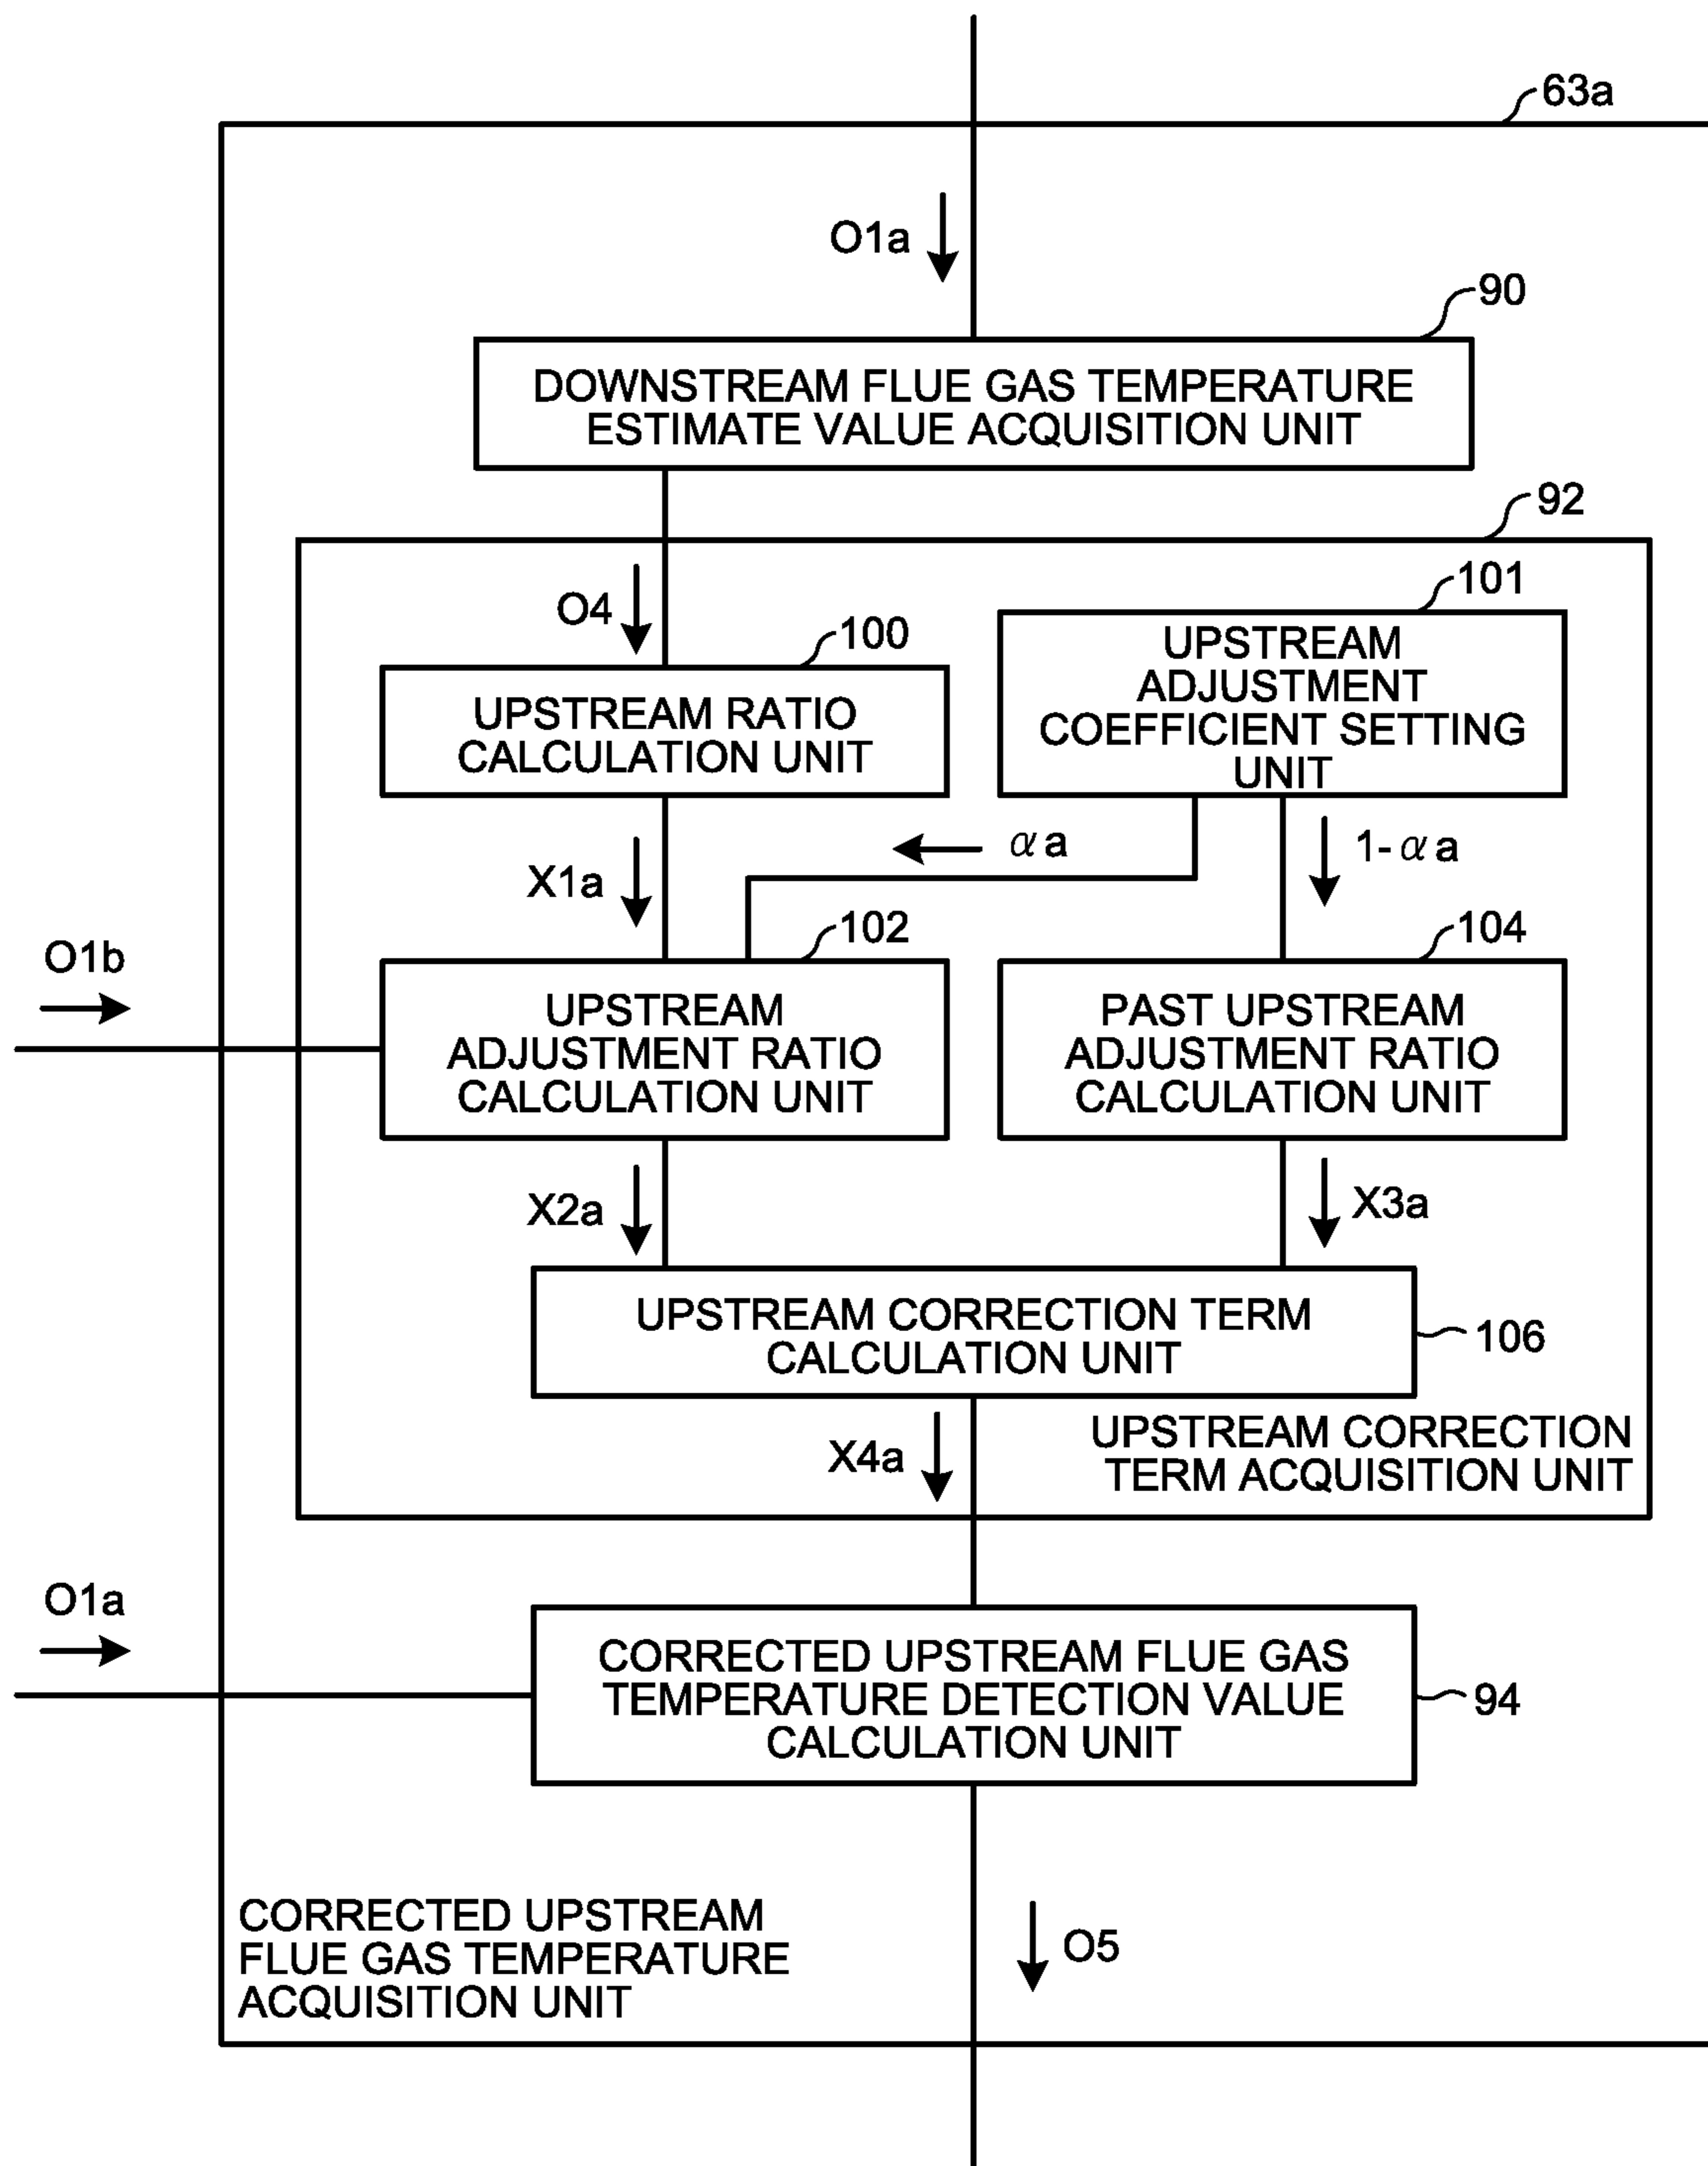 63a
O1a
90
DOWNSTREAM FLUE GAS TEMPERATURE
ESTIMATE VALUE ACQUISITION UNIT
92
O4
101
100
UPSTREAM
ADJUSTMENT
COEFFICIENT SETTING
UNIT
UPSTREAM RATIO
CALCULATION UNIT
αa
1-αa
X1a
102
104
O1b
UPSTREAM
ADJUSTMENT RATIO
CALCULATION UNIT
PAST UPSTREAM
ADJUSTMENT RATIO
CALCULATION UNIT
X2a
X3a
UPSTREAM CORRECTION TERM
CALCULATION UNIT
106
X4a
UPSTREAM CORRECTION
TERM ACQUISITION UNIT
O1a
CORRECTED UPSTREAM FLUE GAS
TEMPERATURE DETECTION VALUE
CALCULATION UNIT
94
CORRECTED UPSTREAM
FLUE GAS TEMPERATURE
ACQUISITION UNIT
O5